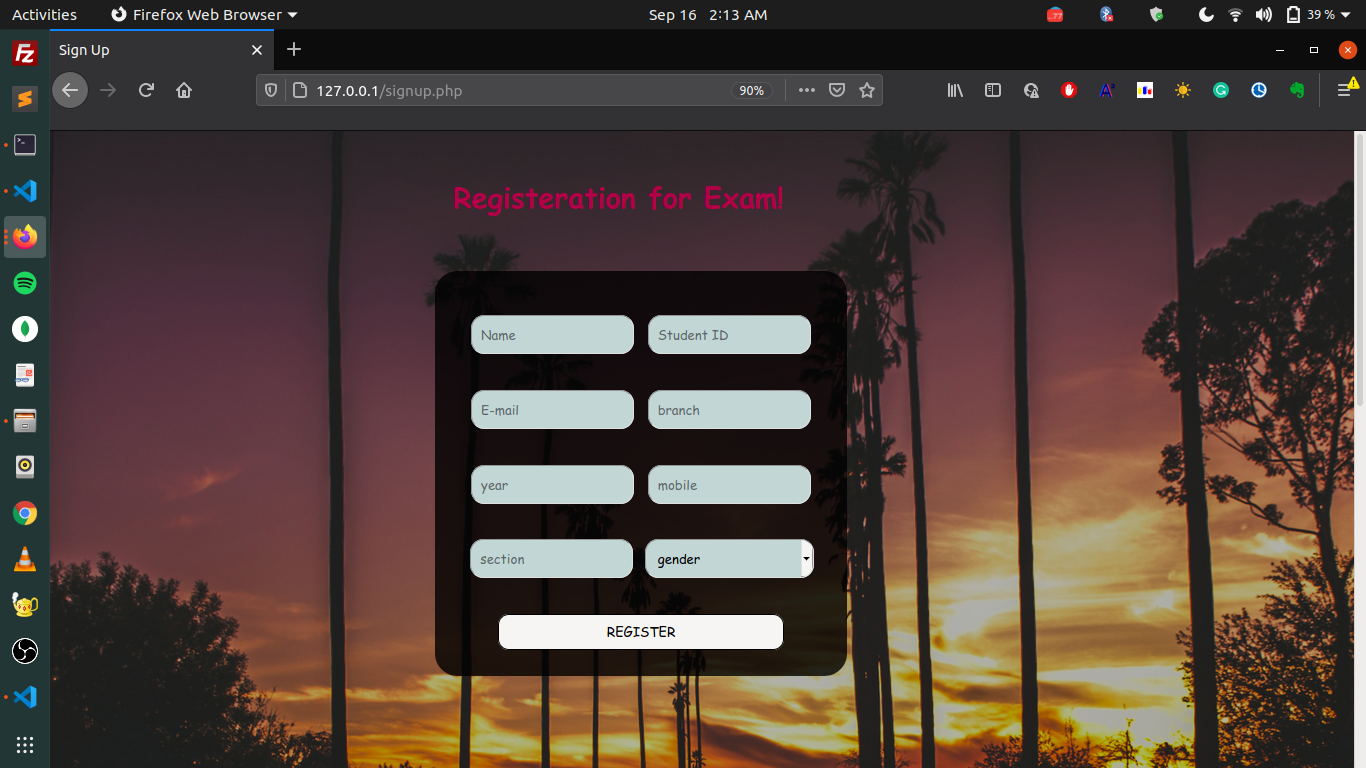 Activities Firefox Web Browser Sep 16 2:13 AM 39 %
Sign Up
127.0.0.1/signup.php 90%
Registeration for Exam!
Name Student ID
E-mail branch
year mobile
section gender
REGISTER